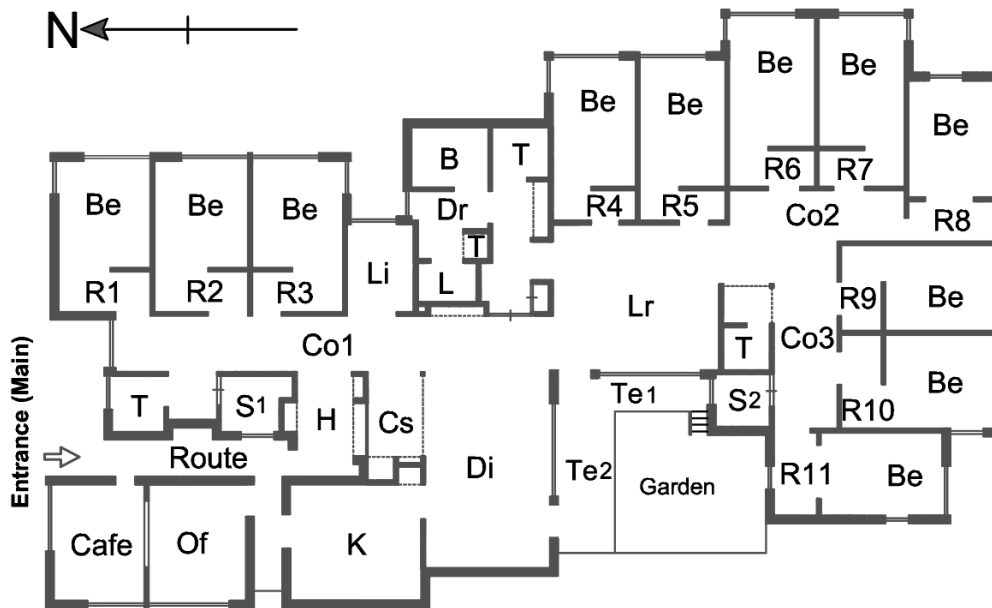 N
Be
Be
Be
B
T
Be
Be
Be
R6
R7
Be
Be
Be
Dr
R4
R5
Co2
R8
T
R1
R2
R3
Li
L
Lr
R9
Be
Co1
T
Co3
Entrance (Main)
T
S1
H
Cs
Te1
S2
R10
Be
Route
Di
Te2
Garden
R11
Be
Cafe
Of
K